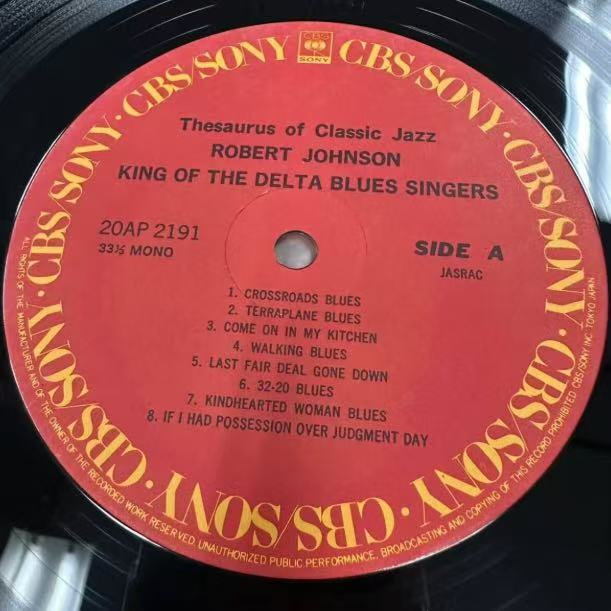 CBS/SONY · CBS/SONY · CBS/SONY · CBS/SONY · CBS/SONY · CBS/SONY · CBS/SONY · CBS/SONY
CBS
SONY
Thesaurus of Classic Jazz
ROBERT JOHNSON
KING OF THE DELTA BLUES SINGERS
20AP 2191
33⅓ MONO
SIDE A
JASRAC
1. CROSSROADS BLUES
2. TERRAPLANE BLUES
3. COME ON IN MY KITCHEN
4. WALKING BLUES
5. LAST FAIR DEAL GONE DOWN
6. 32-20 BLUES
7. KINDHEARTED WOMAN BLUES
8. IF I HAD POSSESSION OVER JUDGMENT DAY
ALL RIGHTS OF THE MANUFACTURER AND OF THE OWNER OF THE RECORDED WORK RESERVED. UNAUTHORIZED PUBLIC PERFORMANCE, BROADCASTING AND COPYING OF THIS RECORD PROHIBITED CBS/SONY INC. TOKYO JAPAN